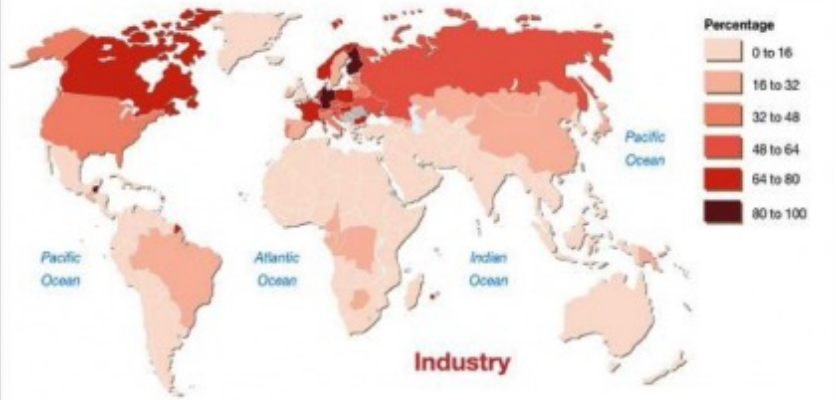 Percentage
0 to 16
16 to 32
32 to 48
48 to 64
64 to 80
80 to 100
Pacific
Ocean
Pacific
Ocean
Atlantic
Ocean
Indian
Ocean
Industry